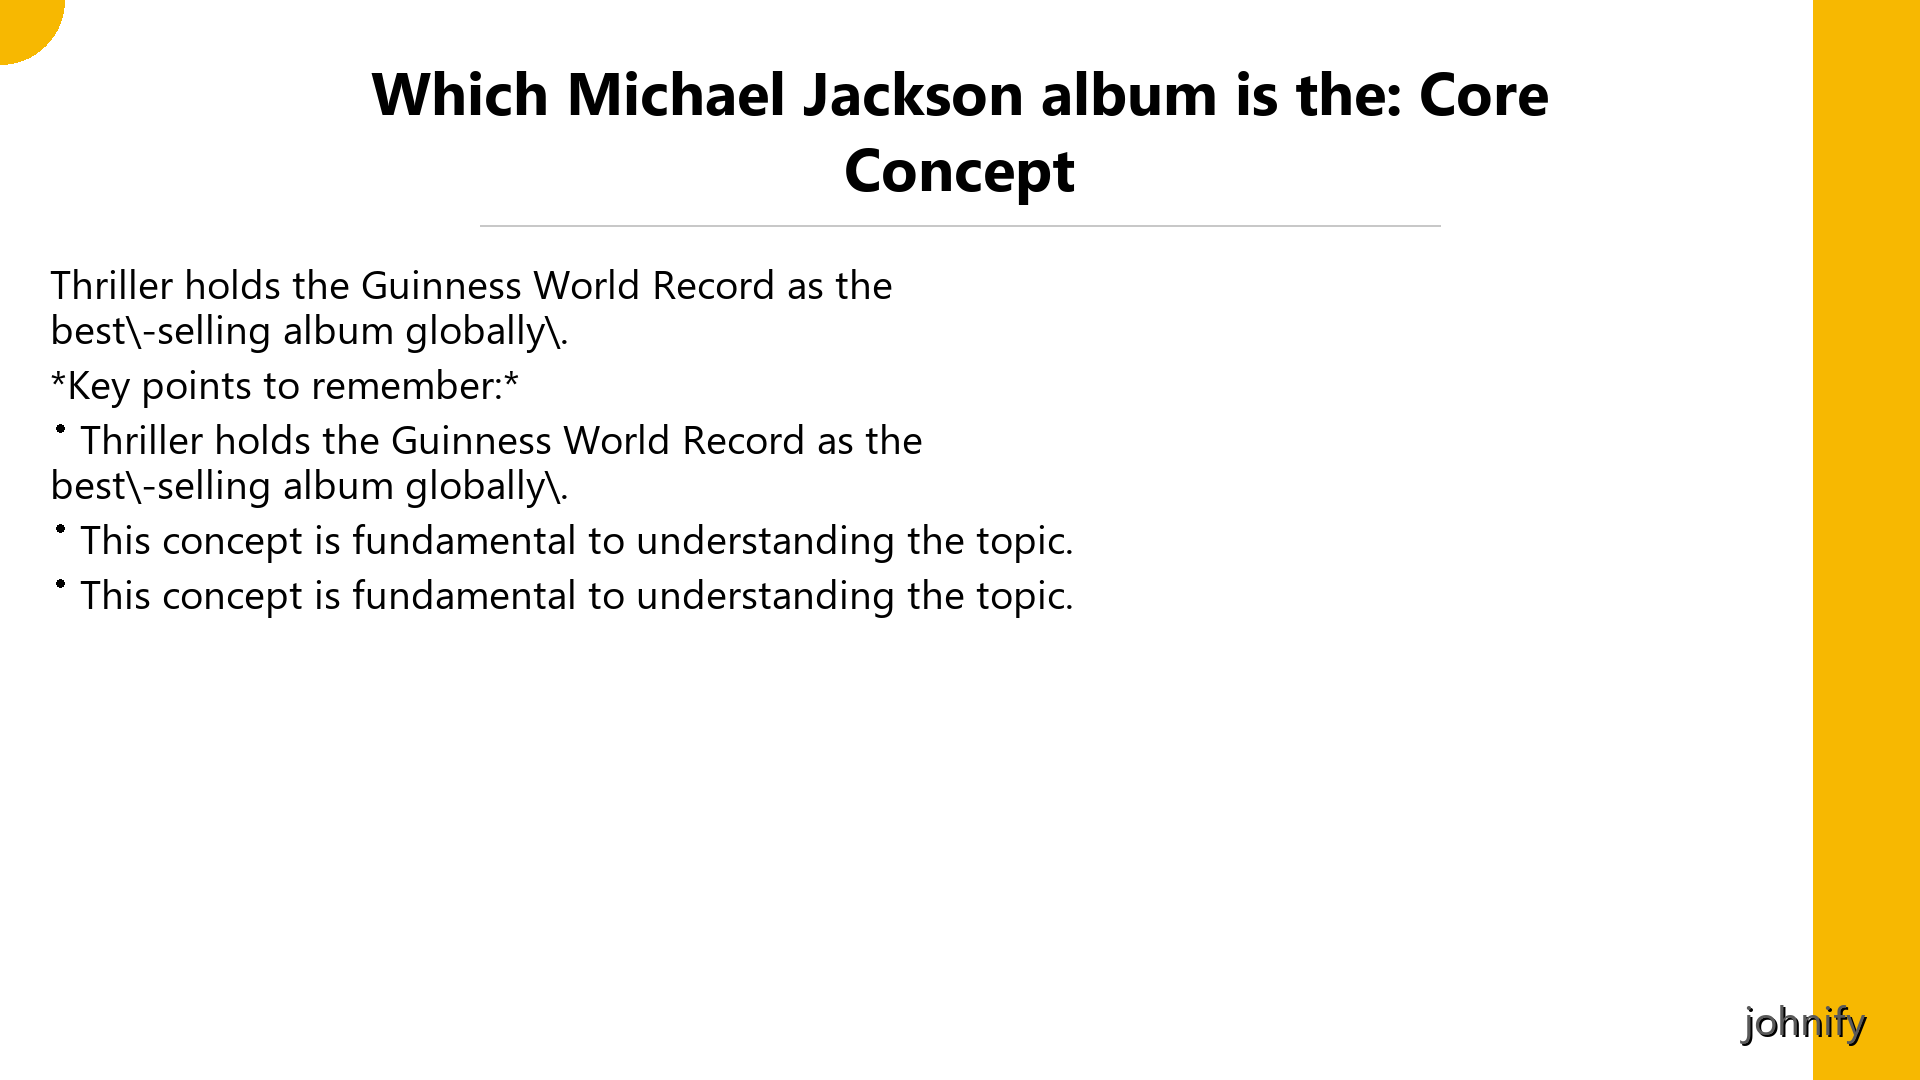 Which Michael Jackson album is the: Core
Concept
Thriller holds the Guinness World Record as the
best\-selling album globally\.
*Key points to remember:*
• Thriller holds the Guinness World Record as the
best\-selling album globally\.
• This concept is fundamental to understanding the topic.
• This concept is fundamental to understanding the topic.
johnify